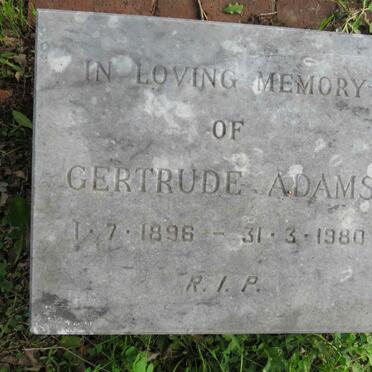 IN LOVING MEMORY
OF
GERTRUDE ADAMS
1·7·1896 – 31·3·1980
R.I.P.